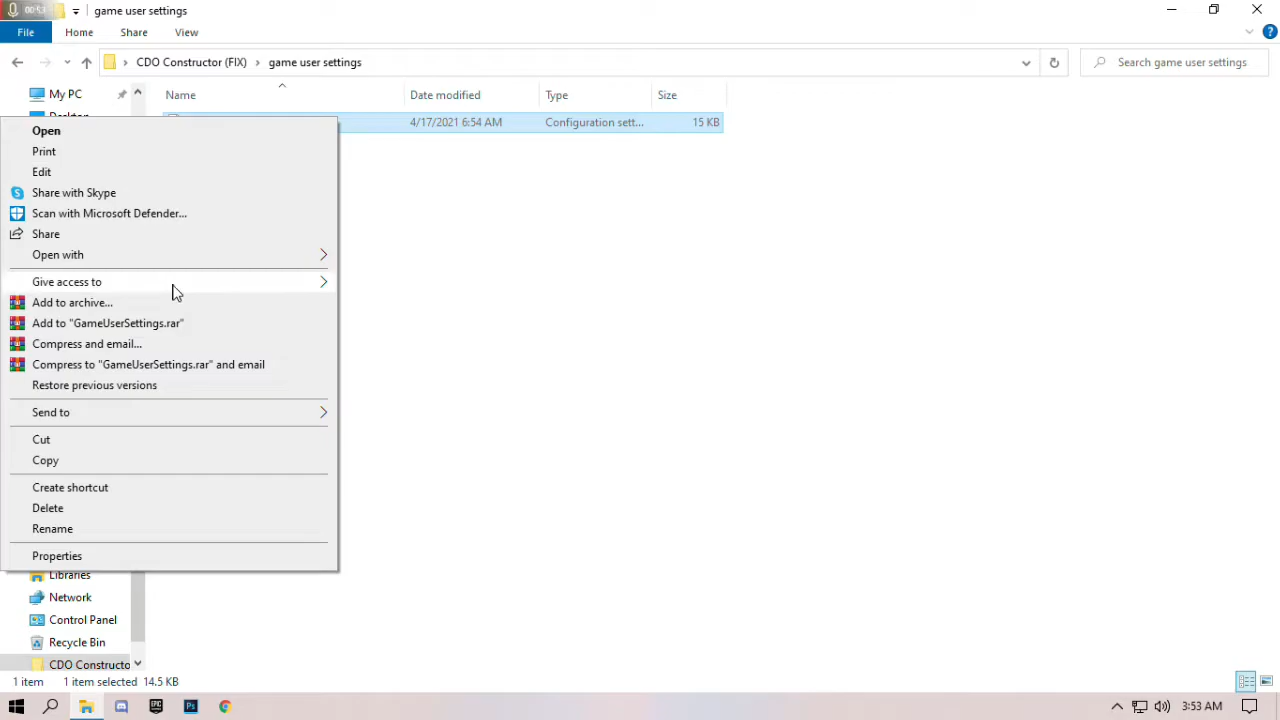 00:53
game user settings
File Home Share View
CDO Constructor (FIX) game user settings
Search game user settings
My PC
Name Date modified Type Size
4/17/2021 6:54 AM Configuration sett... 15 KB
Open
Print
Edit
Share with Skype
Scan with Microsoft Defender...
Share
Open with
Give access to
Add to archive...
Add to "GameUserSettings.rar"
Compress and email...
Compress to "GameUserSettings.rar" and email
Restore previous versions
Send to
Cut
Copy
Create shortcut
Delete
Rename
Properties
Libraries
Network
Control Panel
Recycle Bin
CDO Constructo
1 item 1 item selected 14.5 KB
EPIC
Ps
3:53 AM